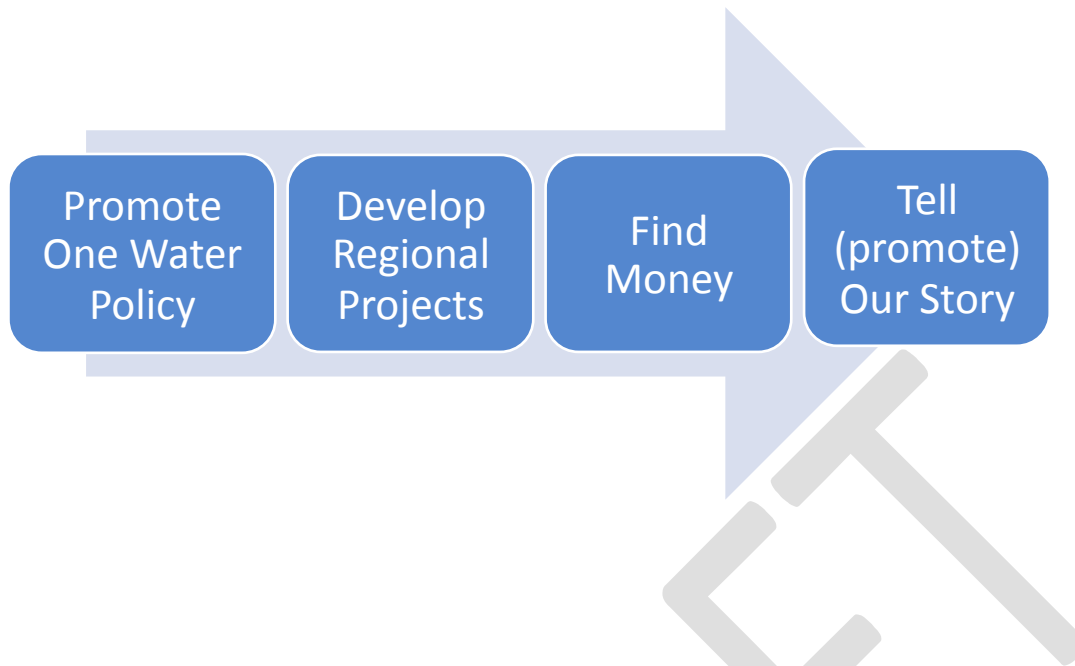 Promote
One Water
Policy
Develop
Regional
Projects
Find
Money
Tell
(promote)
Our Story